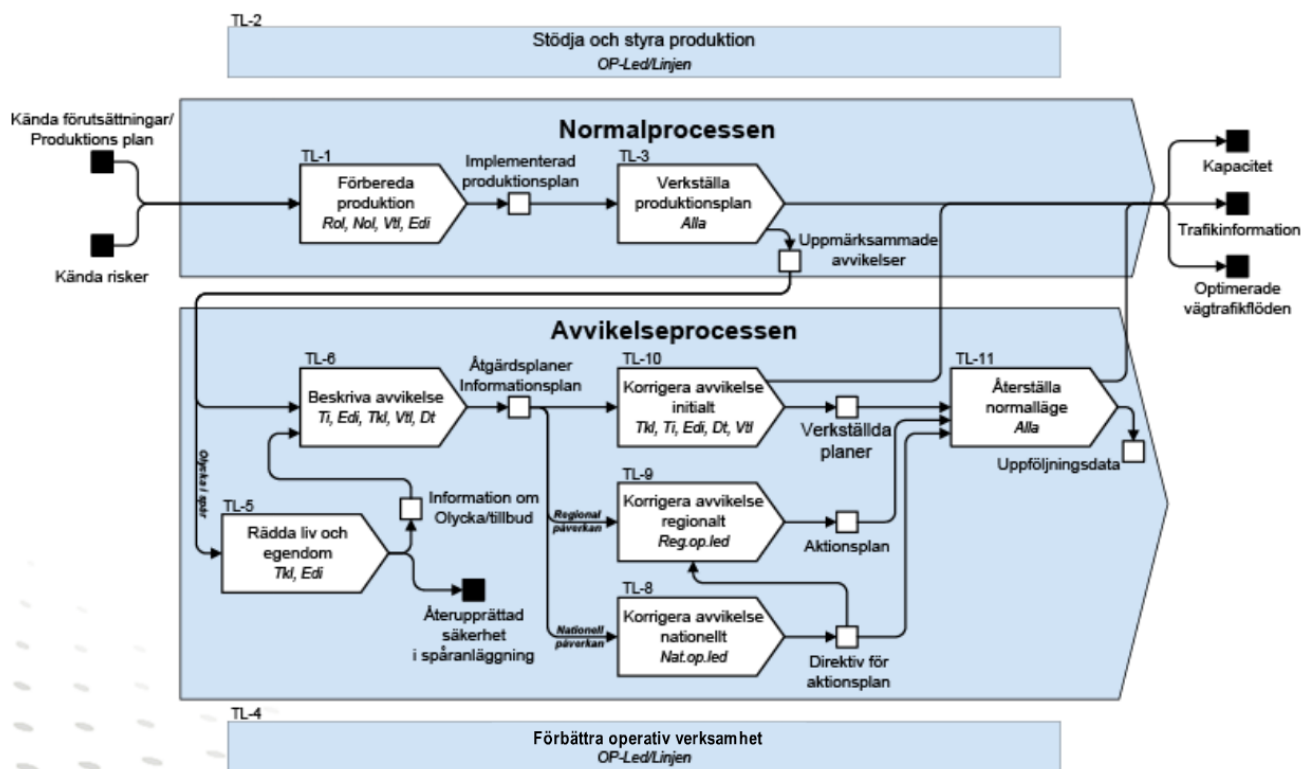 TL-2
Stödja och styra produktion
OP-Led/Linjen
Kända förutsättningar/
Produktions plan
Kända risker
Normalprocessen
TL-1
Förbereda
produktion
Rol, Nol, Vtl, Edi
Implementerad
produktionsplan
TL-3
Verkställa
produktionsplan
Alla
Uppmärksammade
avvikelser
Kapacitet
Trafikinformation
Optimerade
vägtrafikflöden
Avvikelseprocessen
TL-6
Beskriva avvikelse
Ti, Edi, Tkl, Vtl, Dt
Åtgärdsplaner
Informationsplan
TL-10
Korrigera avvikelse
initialt
Tkl, Ti, Edi, Dt, Vtl
Verkställda
planer
TL-11
Återställa
normalläge
Alla
Uppföljningsdata
Olycka i spår
TL-5
Rädda liv och
egendom
Tkl, Edi
Information om
Olycka/tillbud
Återupprättad
säkerhet
i spåranläggning
Regional
påverkan
TL-9
Korrigera avvikelse
regionalt
Reg.op.led
Aktionsplan
Nationell
påverkan
TL-8
Korrigera avvikelse
nationellt
Nat.op.led
Direktiv för
aktionsplan
TL-4
Förbättra operativ verksamhet
OP-Led/Linjen